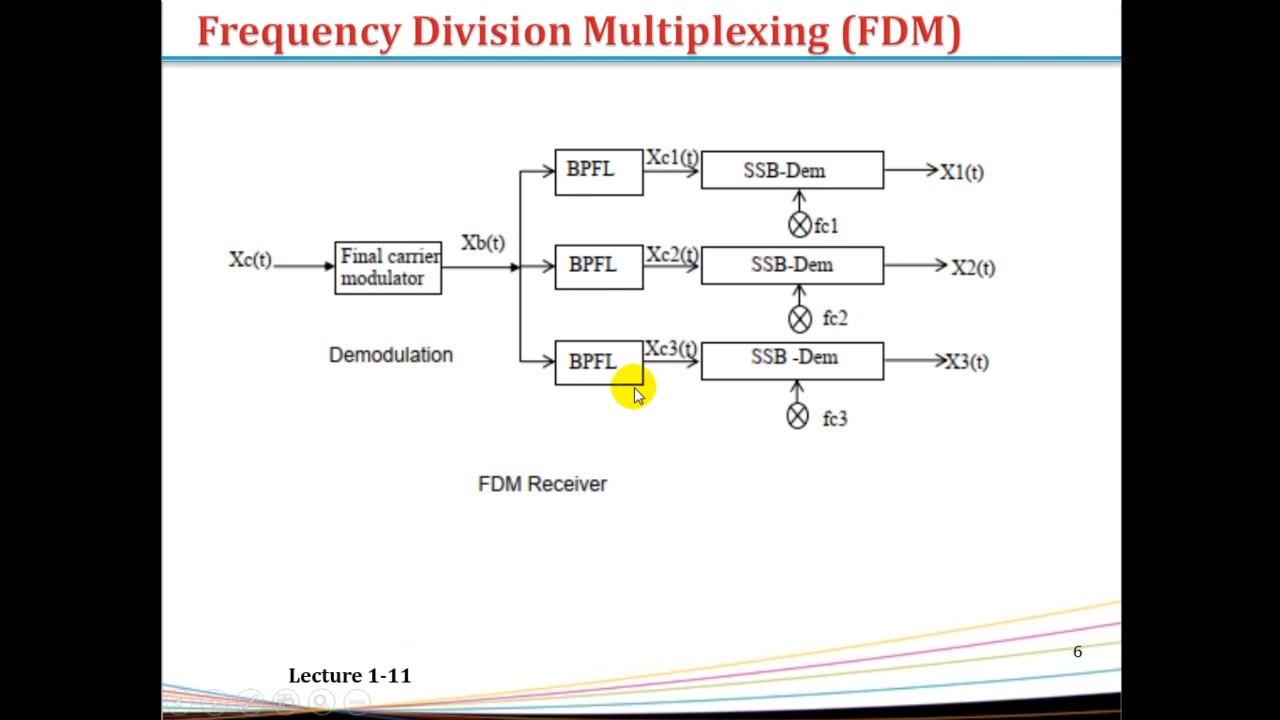 Frequency Division Multiplexing (FDM)
BPFL
Xc1(t)
SSB-Dem
X1(t)
fc1
Xc(t)
Final carrier
modulator
Xb(t)
BPFL
Xc2(t)
SSB-Dem
X2(t)
fc2
Demodulation
BPFL
Xc3(t)
SSB -Dem
X3(t)
fc3
FDM Receiver
6
Lecture 1-11